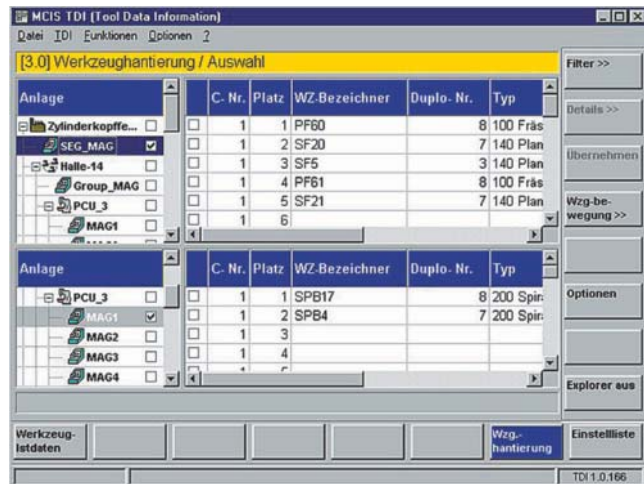 MCIS TDI (Tool Data Information)
Datei TDI Funktionen Optionen ?
[3.0] Werkzeughantierung / Auswahl
Filter >>
Details >>
Übernehmen
Wzg-be-
wegung >>
Optionen
Explorer aus
Anlage C- Nr. Platz WZ-Bezeichner Duplo- Nr. Typ
Zylinderkopffe... 1 1 PF60 8 100 Fräs
SEG_MAG 1 2 SF20 7 140 Plan
Halle-14 1 3 SF5 3 140 Plan
Group_MAG 1 4 PF61 8 100 Fräs
PCU_3 1 5 SF21 7 140 Plan
MAG1 1 6
Anlage C- Nr. Platz WZ-Bezeichner Duplo- Nr. Typ
PCU_3 1 1 SPB17 8 200 Spir
MAG1 1 2 SPB4 7 200 Spir
MAG2 1 3
MAG3 1 4
MAG4
Werkzeug-
Istdaten
Wzg.-
hantierung
Einstellliste
TDI 1.0.166